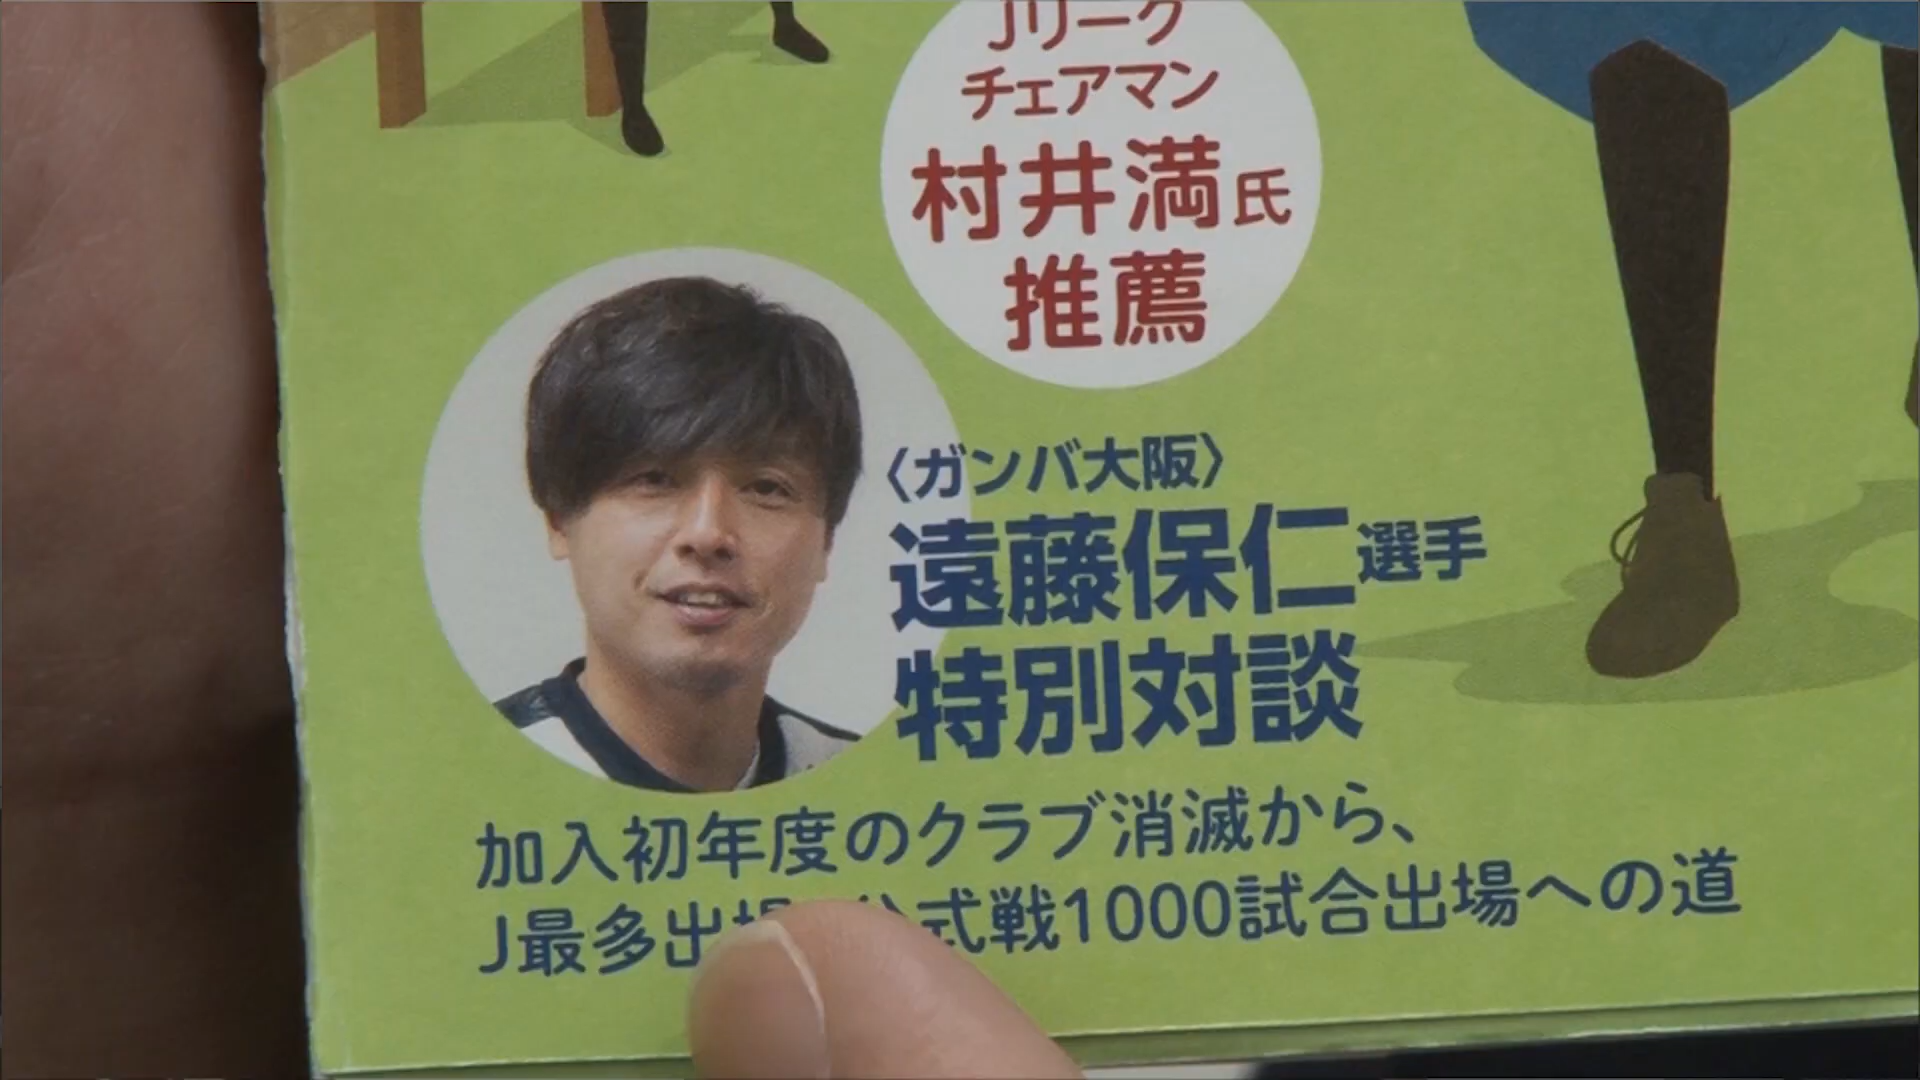 Jリーグ
チェアマン
村井満氏
推薦
〈ガンバ大阪〉
遠藤保仁選手
特別対談
加入初年度のクラブ消滅から、
J最多出場 公式戦1000試合出場への道